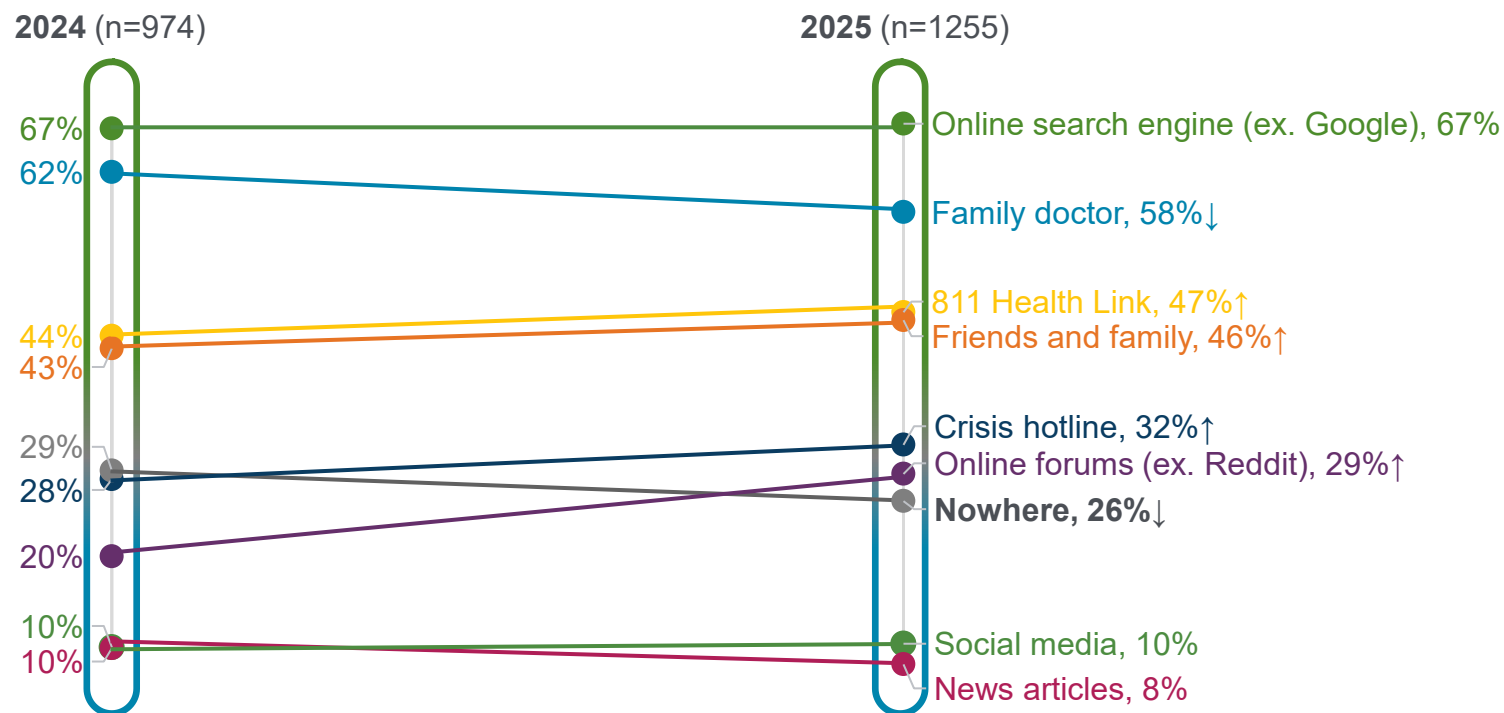 2024 (n=974)
2025 (n=1255)
67%
62%
44%
43%
29%
28%
20%
10%
10%
Online search engine (ex. Google), 67%
Family doctor, 58%↓
811 Health Link, 47%↑
Friends and family, 46%↑
Crisis hotline, 32%↑
Online forums (ex. Reddit), 29%↑
Nowhere, 26%↓
Social media, 10%
News articles, 8%